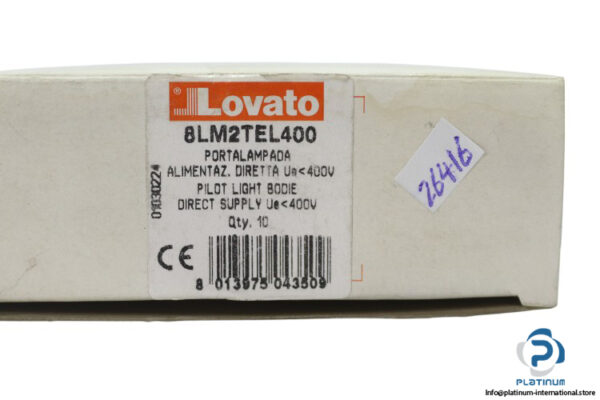 Lovato
8LM2TEL400
PORTALAMPADA
ALIMENTAZ. DIRETTA Ue<400V
PILOT LIGHT BODIE
DIRECT SUPPLY Ue<400V
Qty. 10
01030224
CE
8 013975 043509
26416
PLATINUM
Info@platinum-international.store